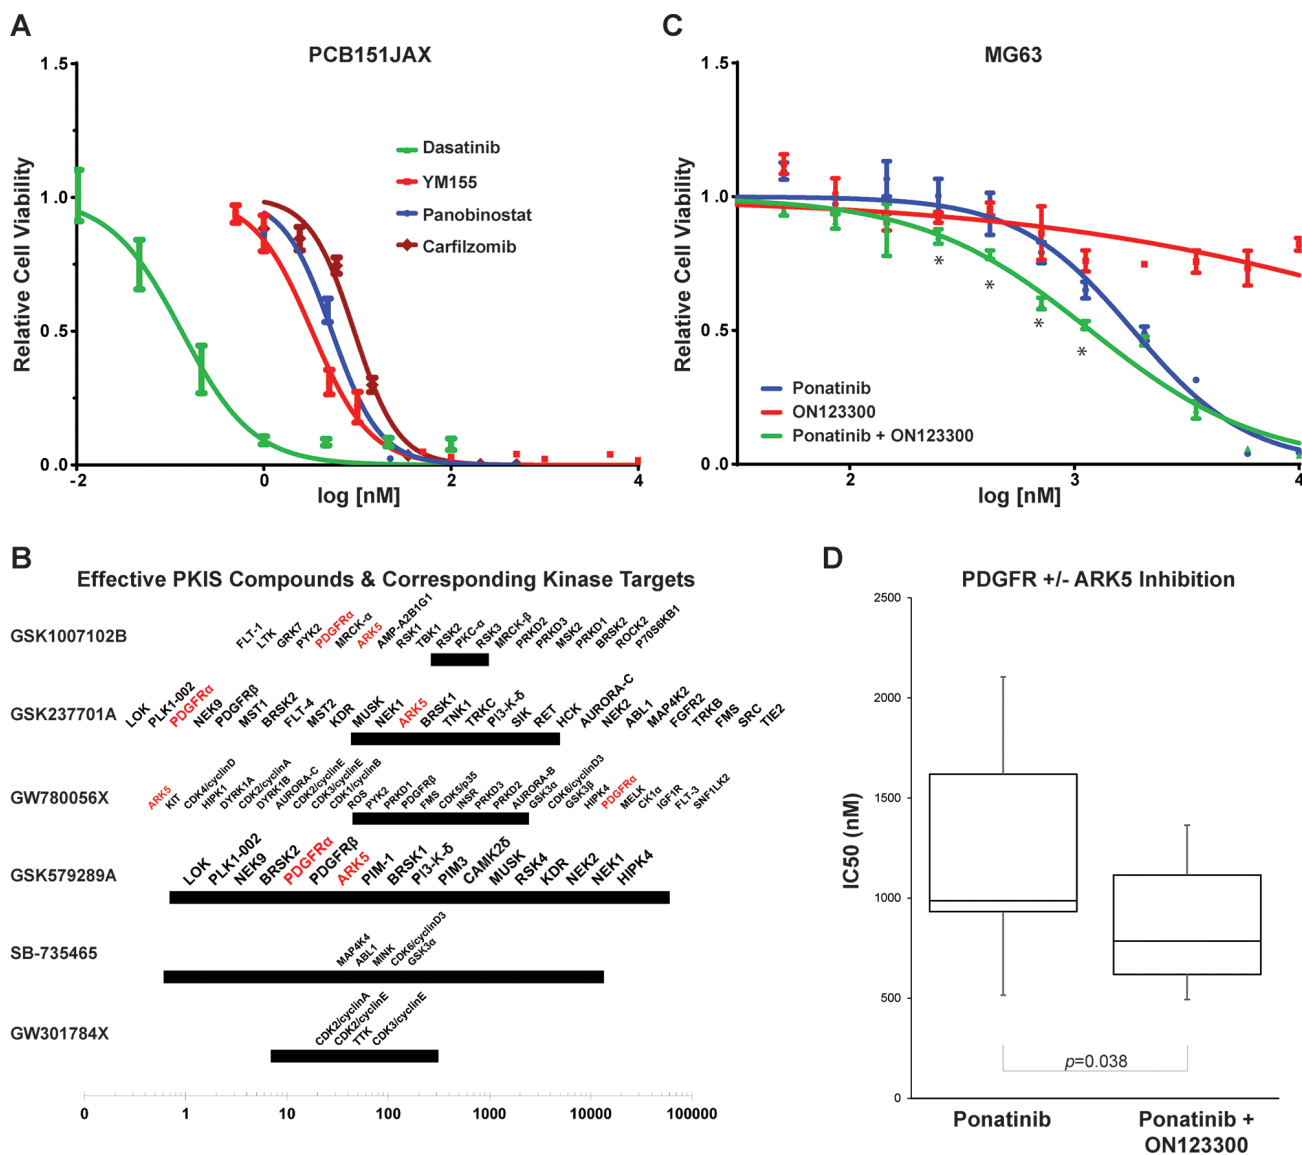 A
PCB151JAX
1.5
1.0
0.5
0.0
-2
0
2
4
Relative Cell Viability
log [nM]
Dasatinib
YM155
Panobinostat
Carfilzomib
C
MG63
1.5
1.0
0.5
0.0
2
3
4
Relative Cell Viability
log [nM]
*
*
*
*
Ponatinib
ON123300
Ponatinib + ON123300
B
Effective PKIS Compounds & Corresponding Kinase Targets
GSK1007102B
FLT-1 LTK GRK7 PYK2 PDGFRα MRCK-α ARK5 AMP-A2B1G1 RSK1 TBK1 RSK2 PKC-α RSK3 MRCK-β PRKD2 PRKD3 MSK2 PRKD1 BRSK2 ROCK2 P70S6KB1
GSK237701A
LOK PLK1-002 PDGFRα NEK9 PDGFRβ MST1 BRSK2 FLT-4 MST2 KDR MUSK NEK1 ARK5 BRSK1 TNK1 TRKC PI3-K-δ SIK RET HCK AURORA-C NEK2 ABL1 MAP4K2 FGFR2 TRKB FMS SRC TIE2
GW780056X
ARK5 KIT CDK4/cyclinD HIPK1 DYRK1A CDK2/cyclinA DYRK1B AURORA-C CDK2/cyclinE CDK3/cyclinE CDK1/cyclinB ROS PYK2 PRKD1 PDGFRβ FMS CDK5/p35 INSR PRKD3 PRKD2 AURORA-B GSK3α CDK6/cyclinD3 GSK3β HIPK4 PDGFRα MELK CK1α IGF1R FLT-3 SNF1LK2
GSK579289A
LOK PLK1-002 NEK9 BRSK2 PDGFRα PDGFRβ ARK5 PIM-1 BRSK1 PI3-K-δ PIM3 CAMK2δ MUSK RSK4 KDR NEK2 NEK1 HIPK4
SB-735465
MAP4K4 ABL1 MINK CDK6/cyclinD3 GSK3α
GW301784X
CDK2/cyclinA CDK2/cyclinE TTK CDK3/cyclinE
0 1 10 100 1000 10000 100000
D
PDGFR +/- ARK5 Inhibition
2500
2000
1500
1000
500
0
IC50 (nM)
p=0.038
Ponatinib
Ponatinib +
ON123300